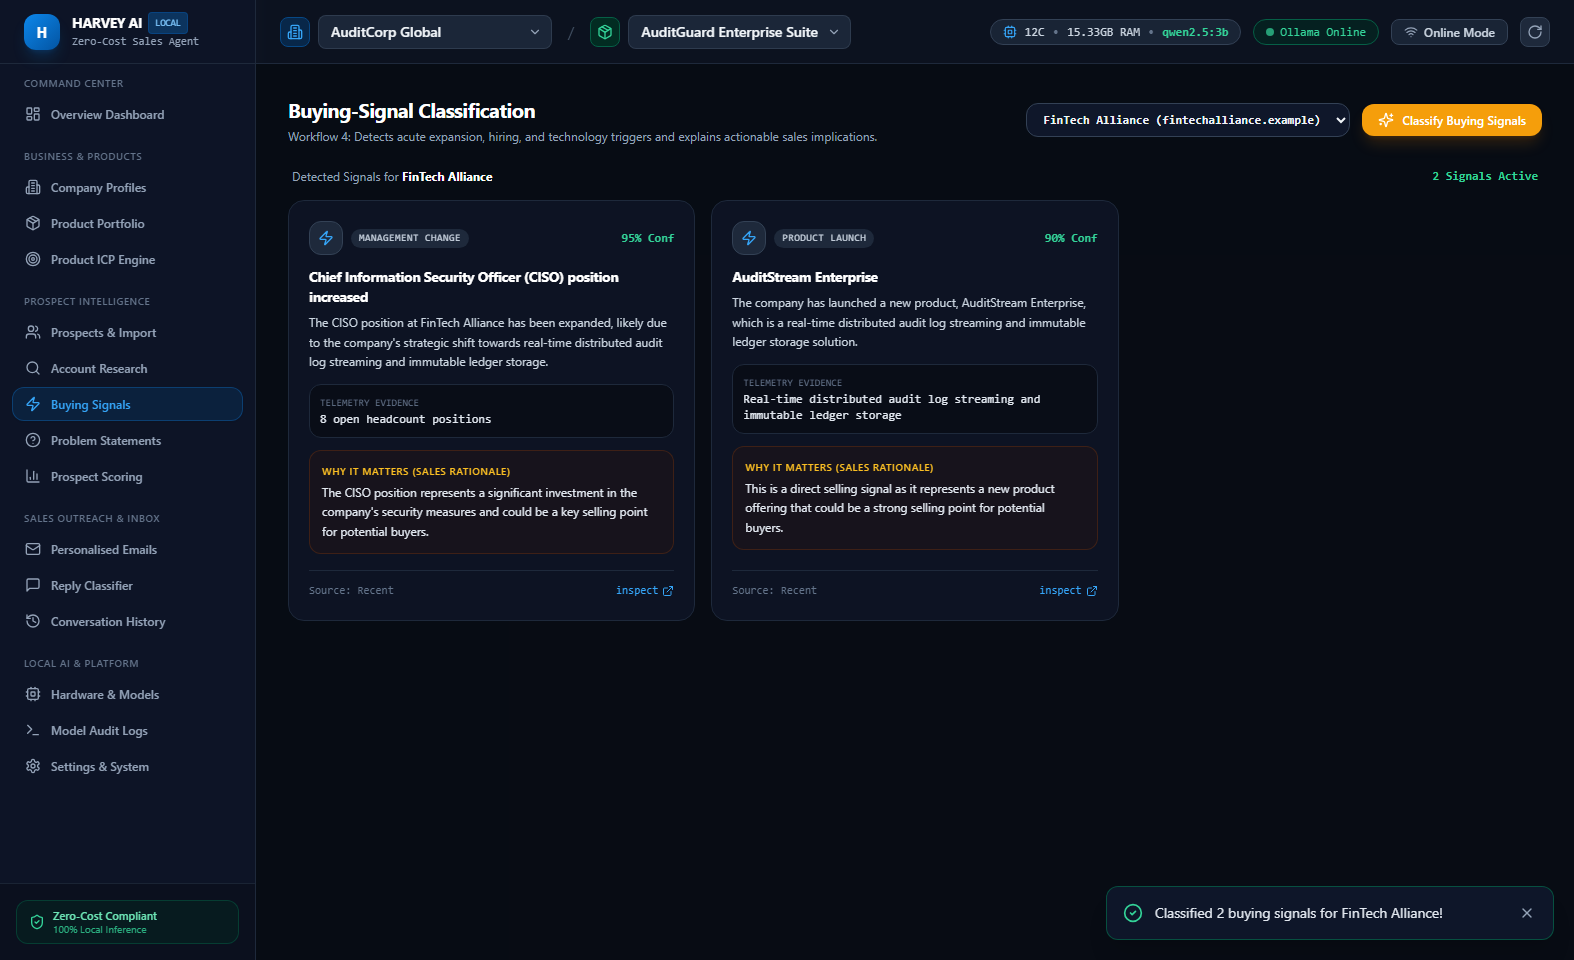 H
HARVEY AI LOCAL
Zero-Cost Sales Agent
AuditCorp Global
/
AuditGuard Enterprise Suite
12C • 15.33GB RAM • qwen2.5:3b
Ollama Online
Online Mode
COMMAND CENTER
Overview Dashboard
BUSINESS & PRODUCTS
Company Profiles
Product Portfolio
Product ICP Engine
PROSPECT INTELLIGENCE
Prospects & Import
Account Research
Buying Signals
Problem Statements
Prospect Scoring
SALES OUTREACH & INBOX
Personalised Emails
Reply Classifier
Conversation History
LOCAL AI & PLATFORM
Hardware & Models
Model Audit Logs
Settings & System
Zero-Cost Compliant
100% Local Inference
Buying-Signal Classification
Workflow 4: Detects acute expansion, hiring, and technology triggers and explains actionable sales implications.
FinTech Alliance (fintechalliance.example)
Classify Buying Signals
Detected Signals for FinTech Alliance
2 Signals Active
MANAGEMENT CHANGE
95% Conf
Chief Information Security Officer (CISO) position
increased
The CISO position at FinTech Alliance has been expanded, likely due
to the company's strategic shift towards real-time distributed audit
log streaming and immutable ledger storage.
TELEMETRY EVIDENCE
8 open headcount positions
WHY IT MATTERS (SALES RATIONALE)
The CISO position represents a significant investment in the
company's security measures and could be a key selling point
for potential buyers.
Source: Recent
inspect
PRODUCT LAUNCH
90% Conf
AuditStream Enterprise
The company has launched a new product, AuditStream Enterprise,
which is a real-time distributed audit log streaming and immutable
ledger storage solution.
TELEMETRY EVIDENCE
Real-time distributed audit log streaming and
immutable ledger storage
WHY IT MATTERS (SALES RATIONALE)
This is a direct selling signal as it represents a new product
offering that could be a strong selling point for potential
buyers.
Source: Recent
inspect
Classified 2 buying signals for FinTech Alliance!